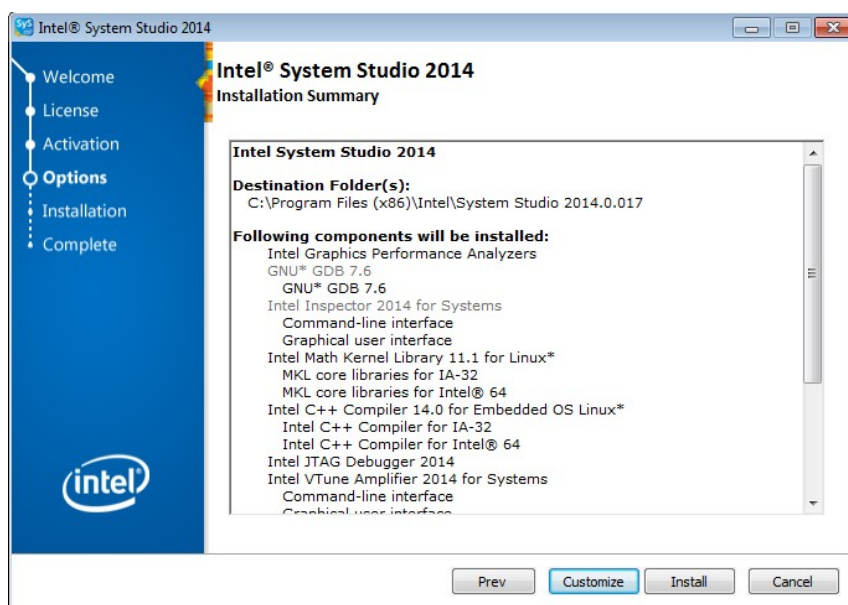 Intel® System Studio 2014
Welcome
License
Activation
Options
Installation
Complete
intel®
Intel® System Studio 2014
Installation Summary
Intel System Studio 2014
Destination Folder(s):
C:\Program Files (x86)\Intel\System Studio 2014.0.017
Following components will be installed:
Intel Graphics Performance Analyzers
GNU* GDB 7.6
GNU* GDB 7.6
Intel Inspector 2014 for Systems
Command-line interface
Graphical user interface
Intel Math Kernel Library 11.1 for Linux*
MKL core libraries for IA-32
MKL core libraries for Intel® 64
Intel C++ Compiler 14.0 for Embedded OS Linux*
Intel C++ Compiler for IA-32
Intel C++ Compiler for Intel® 64
Intel JTAG Debugger 2014
Intel VTune Amplifier 2014 for Systems
Command-line interface
Graphical user interface
Prev
Customize
Install
Cancel